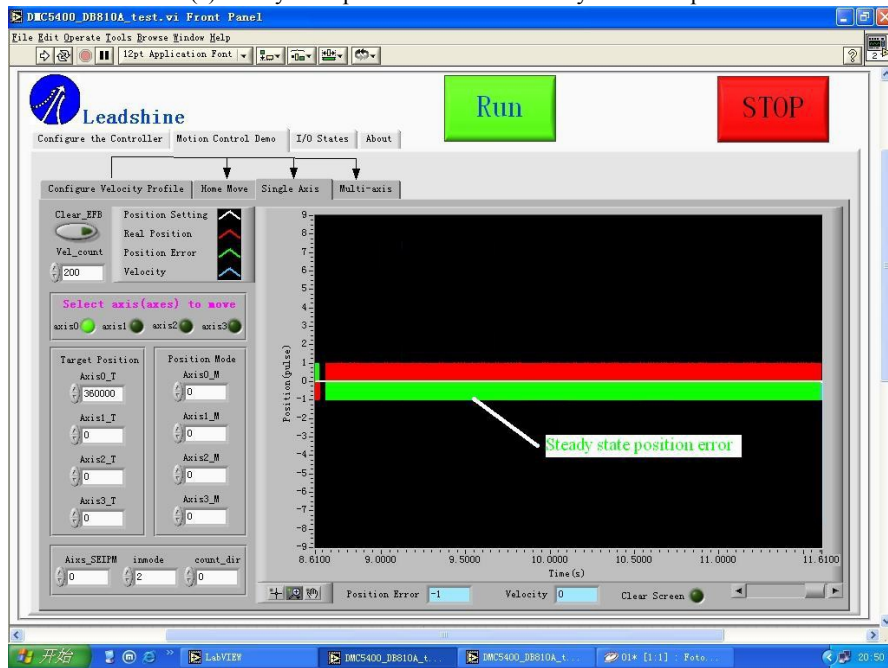 DMC5400_DB810A_test.vi Front Panel
File Edit Operate Tools Browse Window Help
12pt Application Font
2
Leadshine
Run
STOP
Configure the Controller Motion Control Demo I/O States About
Configure Velocity Profile Home Move Single Axis Multi-axis
Clear_EFB
Position Setting
Real Position
Vel_count
Position Error
200
Velocity
Select axis(axes) to move
axis0 axis1 axis2 axis3
Target Position
Position Mode
Axis0_T
Axis0_M
360000
0
Axis1_T
Axis1_M
0
0
Axis2_T
Axis2_M
0
0
Axis3_T
Axis3_M
0
0
Aixs_SEIPM inmode count_dir
0 2 0
Position(pulse)
9
8
7
6
5
4
3
2
1
0
-1
-2
-3
-4
-5
-6
-7
-8
-9
Steady state position error
8.6100 9.0000 9.5000 10.0000 10.5000 11.0000 11.6100
Time(s)
Position Error -1 Velocity 0 Clear Screen
开始 LabVIEW DMC5400_DB810A_t... DMC5400_DB810A_t... 01* [1:1] : Foto... 20:50